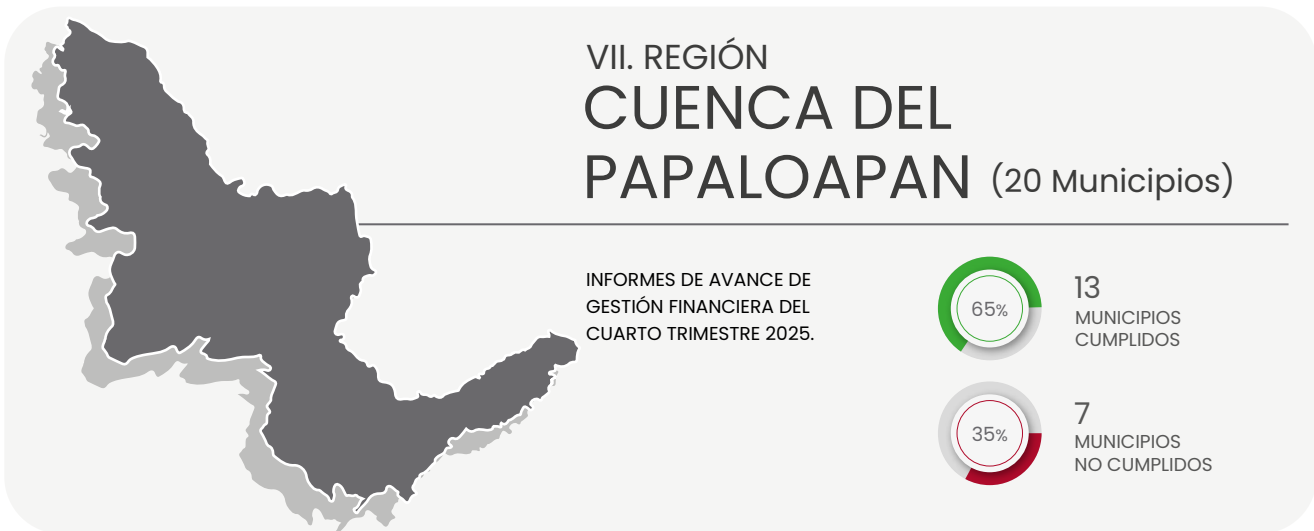 VII. REGIÓN
CUENCA DEL
PAPALOAPAN (20 Municipios)
INFORMES DE AVANCE DE
GESTIÓN FINANCIERA DEL
CUARTO TRIMESTRE 2025.
65%
13
MUNICIPIOS
CUMPLIDOS
35%
7
MUNICIPIOS
NO CUMPLIDOS